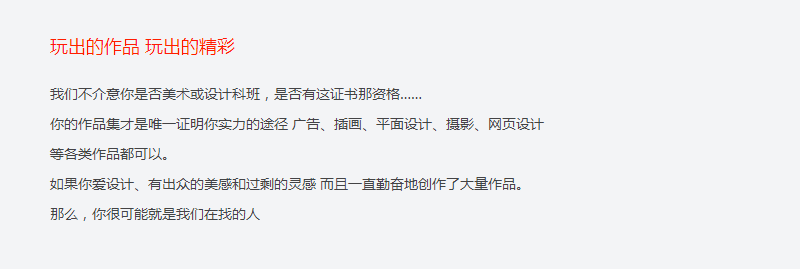 玩出的作品 玩出的精彩
我们不介意你是否美术或设计科班，是否有这证书那资格......
你的作品集才是唯一证明你实力的途径 广告、插画、平面设计、摄影、网页设计
等各类作品都可以。
如果你爱设计、有出众的美感和过剩的灵感 而且一直勤奋地创作了大量作品。
那么，你很可能就是我们在找的人